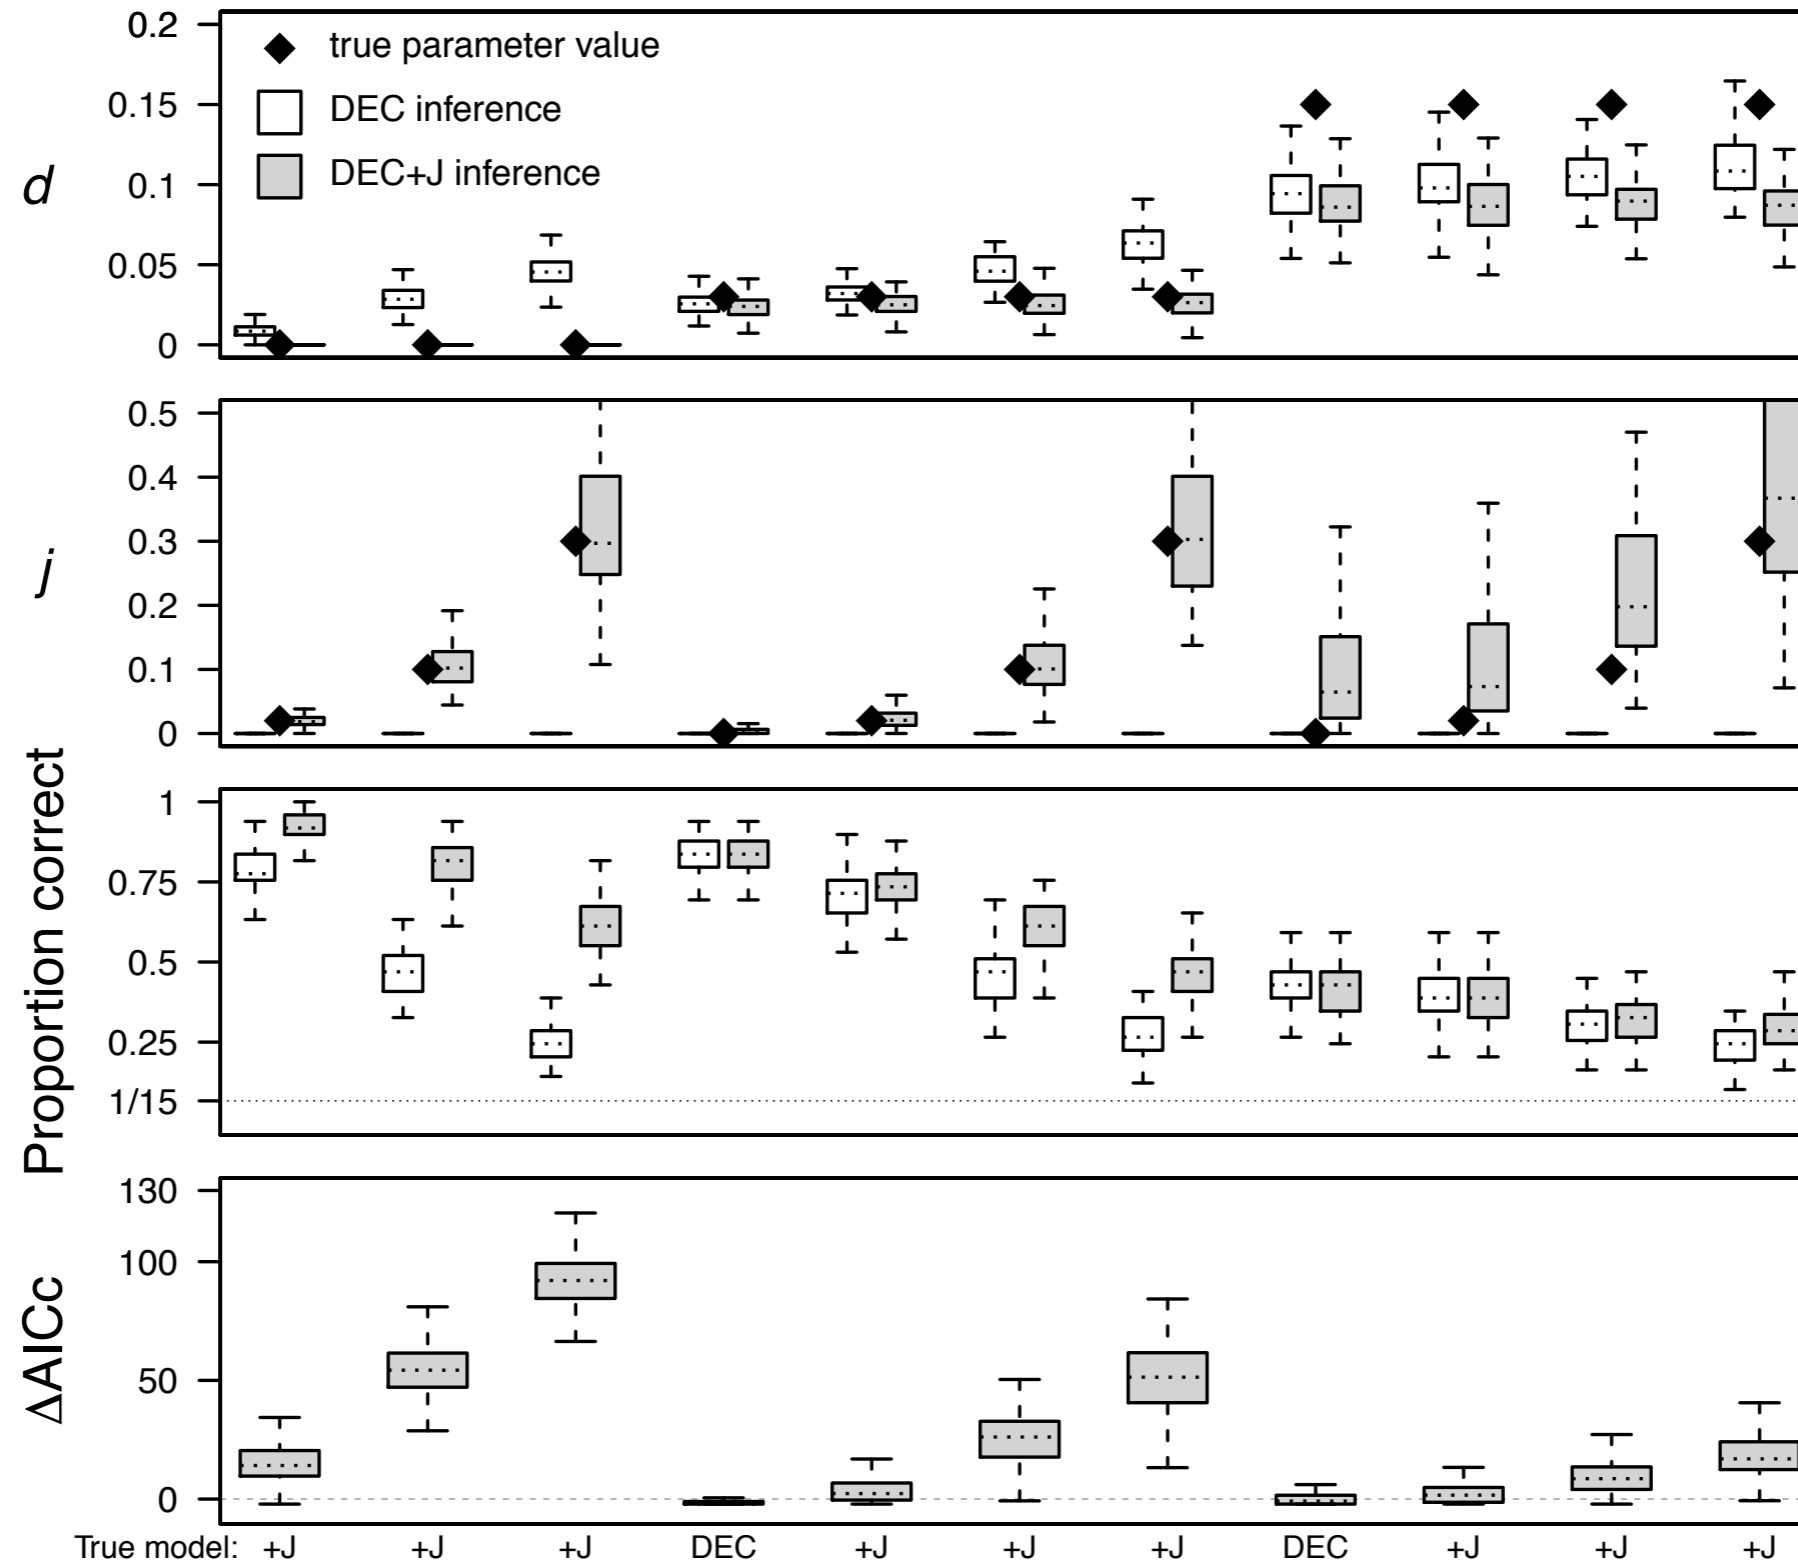 0.2
true parameter value
0.15
DEC inference
d
0.1
DEC+J inference
0.05
0
0.5
0.4
j
0.3
0.2
0.1
0
Proportion correct
1
0.75
0.5
0.25
1/15
ΔAICc
130
100
50
0
True model: +J +J +J DEC +J +J +J DEC +J +J +J